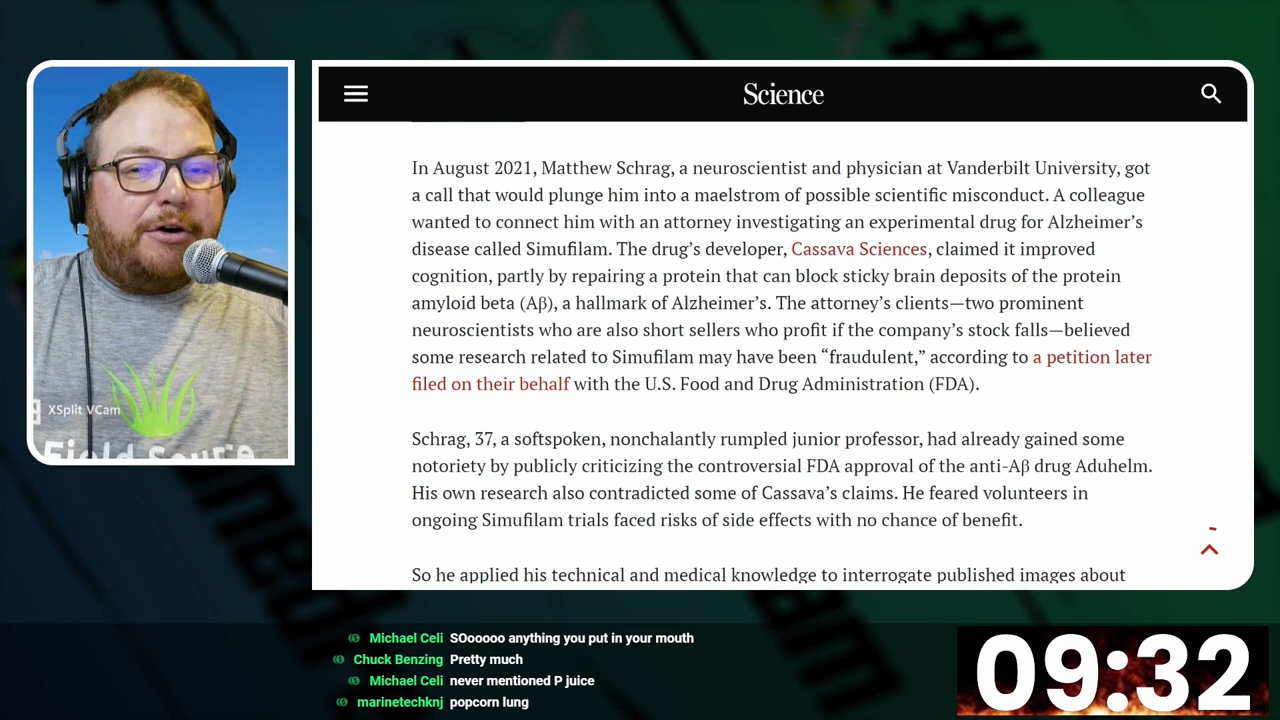 Science
In August 2021, Matthew Schrag, a neuroscientist and physician at Vanderbilt University, got
a call that would plunge him into a maelstrom of possible scientific misconduct. A colleague
wanted to connect him with an attorney investigating an experimental drug for Alzheimer’s
disease called Simufilam. The drug’s developer, Cassava Sciences, claimed it improved
cognition, partly by repairing a protein that can block sticky brain deposits of the protein
amyloid beta (Aβ), a hallmark of Alzheimer’s. The attorney’s clients—two prominent
neuroscientists who are also short sellers who profit if the company’s stock falls—believed
some research related to Simufilam may have been “fraudulent,” according to a petition later
filed on their behalf with the U.S. Food and Drug Administration (FDA).
Schrag, 37, a softspoken, nonchalantly rumpled junior professor, had already gained some
notoriety by publicly criticizing the controversial FDA approval of the anti-Aβ drug Aduhelm.
His own research also contradicted some of Cassava’s claims. He feared volunteers in
ongoing Simufilam trials faced risks of side effects with no chance of benefit.
So he applied his technical and medical knowledge to interrogate published images about
XSplit VCam
Field Source
Michael Celi SOooooo anything you put in your mouth
Chuck Benzing Pretty much
Michael Celi never mentioned P juice
marinetechknj popcorn lung
09:32